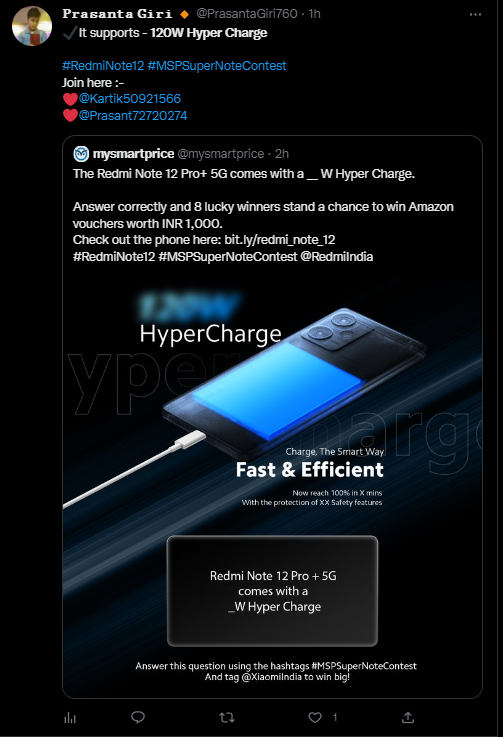 Prasanta Giri 🔸 @PrasantaGiri760 · 1h
✔️It supports - 120W Hyper Charge
#RedmiNote12 #MSPSuperNoteContest
Join here :-
❤️@Kartik50921566
❤️@Prasant72720274
mysmartprice @mysmartprice · 2h
The Redmi Note 12 Pro+ 5G comes with a __ W Hyper Charge.
Answer correctly and 8 lucky winners stand a chance to win Amazon
vouchers worth INR 1,000.
Check out the phone here: bit.ly/redmi_note_12
#RedmiNote12 #MSPSuperNoteContest @RedmiIndia
120W
HyperCharge
yper
harge
Charge, The Smart Way
Fast & Efficient
Now reach 100% in X mins
With the protection of XX Safety features
Redmi Note 12 Pro + 5G
comes with a
_W Hyper Charge
Answer this question using the hashtags #MSPSuperNoteContest
And tag @XiaomiIndia to win big!
1